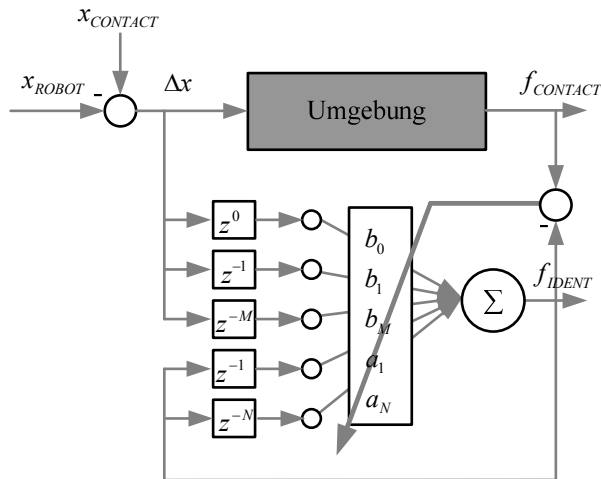 x_CONTACT
x_ROBOT
-
Δx
Umgebung
f_CONTACT
-
z^0
z^{-1}
z^{-M}
z^{-1}
z^{-N}
b_0
b_1
b_M
a_1
a_N
Σ
f_IDENT